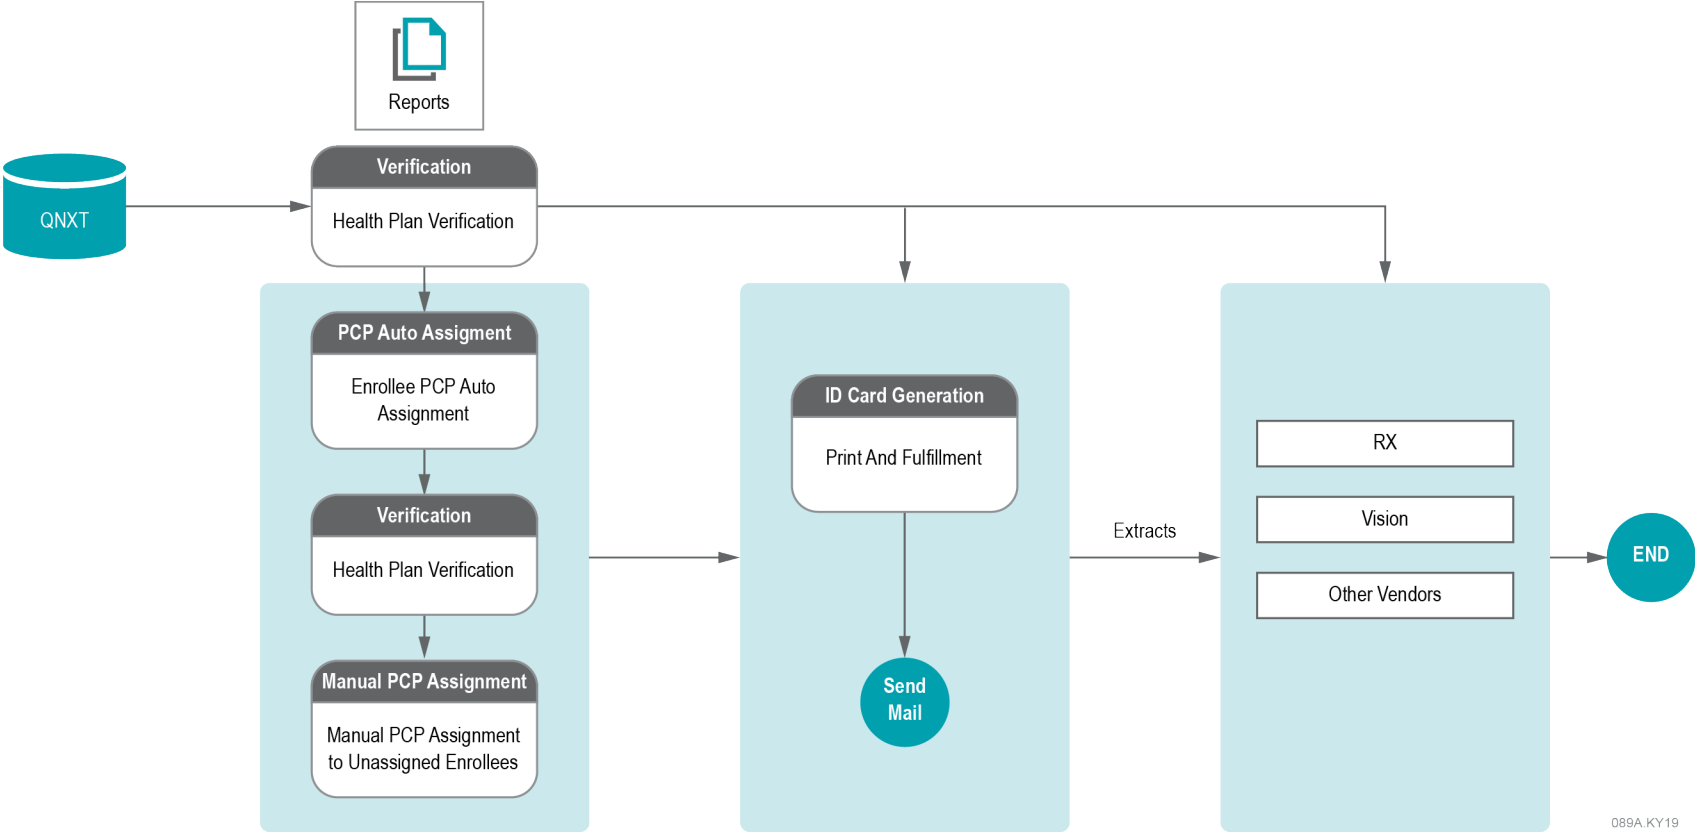 Reports
QNXT
Verification
Health Plan Verification
PCP Auto Assigment
Enrollee PCP Auto
Assignment
Verification
Health Plan Verification
Manual PCP Assignment
Manual PCP Assignment
to Unassigned Enrollees
ID Card Generation
Print And Fulfillment
Send
Mail
Extracts
RX
Vision
Other Vendors
END
089A.KY19